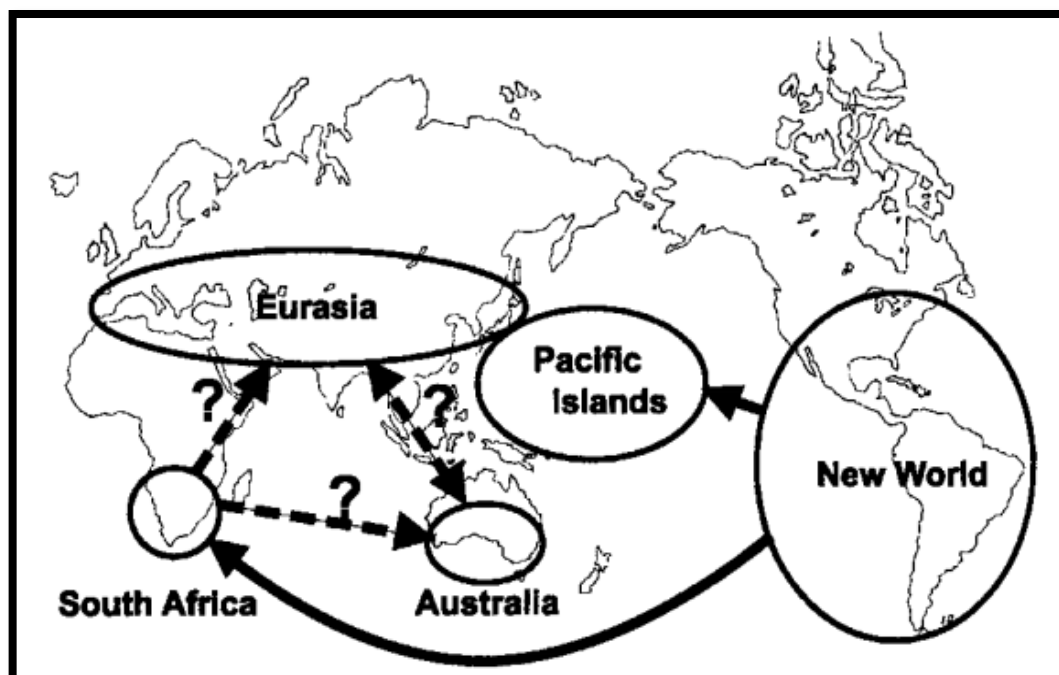 Eurasia
Pacific
Islands
?
?
?
New World
South Africa
Australia